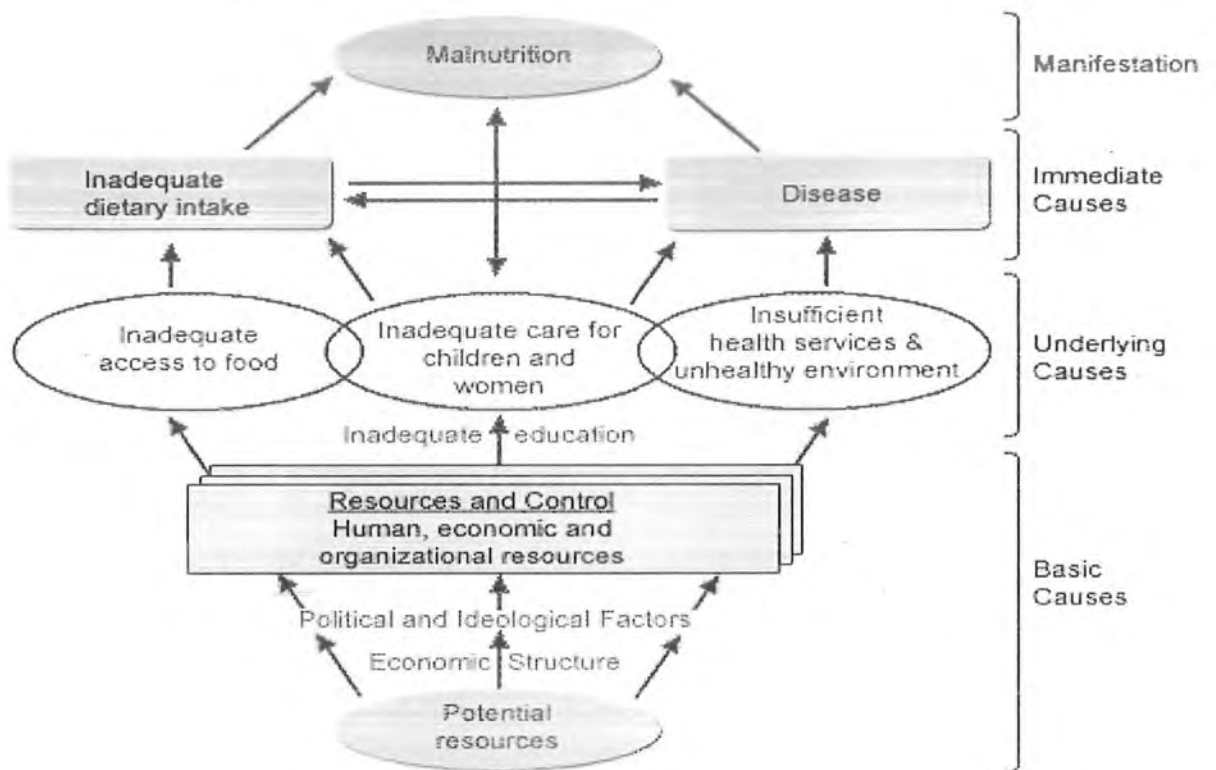 Malnutrition
Manifestation
Inadequate
dietary intake
Disease
Immediate
Causes
Inadequate
access to food
Inadequate care for
children and
women
Insufficient
health services &
unhealthy environment
Underlying
Causes
Inadequate education
Resources and Control
Human, economic and
organizational resources
Political and Ideological Factors
Economic Structure
Potential
resources
Basic
Causes